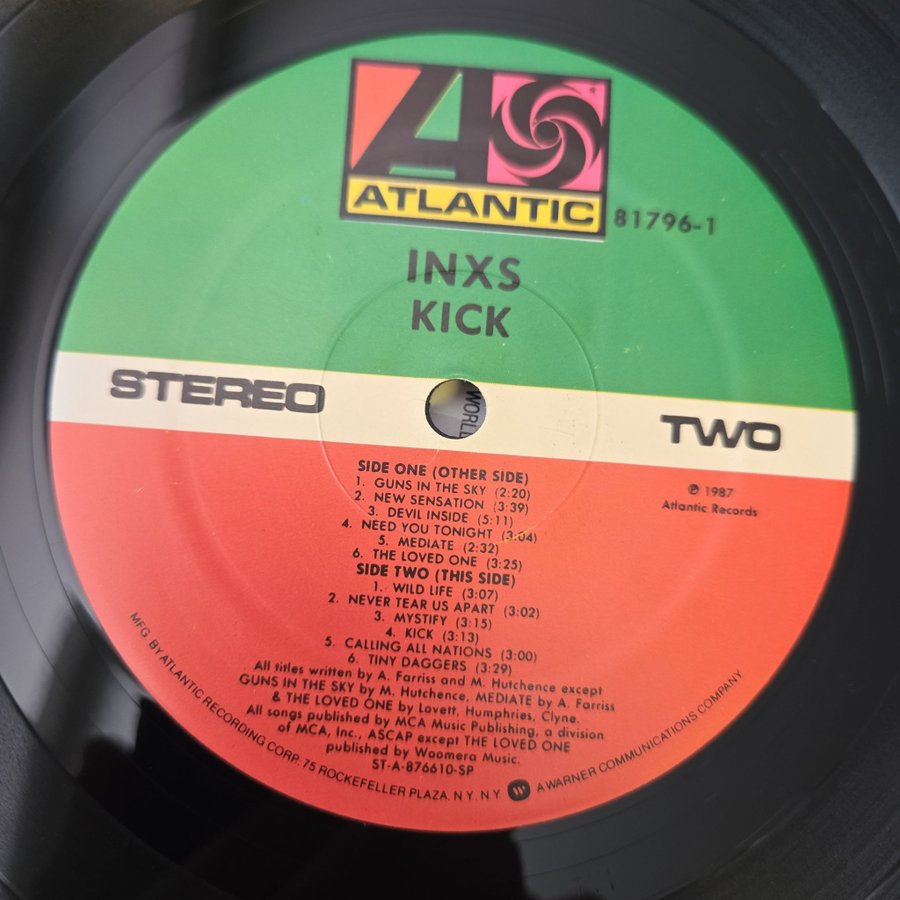 ATLANTIC
81796-1
INXS
KICK
STEREO
WORL
TWO
℗ 1987
Atlantic Records
SIDE ONE (OTHER SIDE)
1. GUNS IN THE SKY (2:20)
2. NEW SENSATION (3:39)
3. DEVIL INSIDE (5:11)
4. NEED YOU TONIGHT (3:04)
5. MEDIATE (2:32)
6. THE LOVED ONE (3:25)
SIDE TWO (THIS SIDE)
1. WILD LIFE (3:07)
2. NEVER TEAR US APART (3:02)
3. MYSTIFY (3:15)
4. KICK (3:13)
5. CALLING ALL NATIONS (3:00)
6. TINY DAGGERS (3:29)
All titles written by A. Farriss and M. Hutchence except
GUNS IN THE SKY by M. Hutchence, MEDIATE by A. Farriss
& THE LOVED ONE by Lovett, Humphries, Clyne.
All songs published by MCA Music Publishing, a division
of MCA, Inc., ASCAP except THE LOVED ONE
published by Woomera Music.
ST-A-876610-SP
MFG. BY ATLANTIC RECORDING CORP. 75 ROCKEFELLER PLAZA, N.Y. N.Y. A WARNER COMMUNICATIONS COMPANY